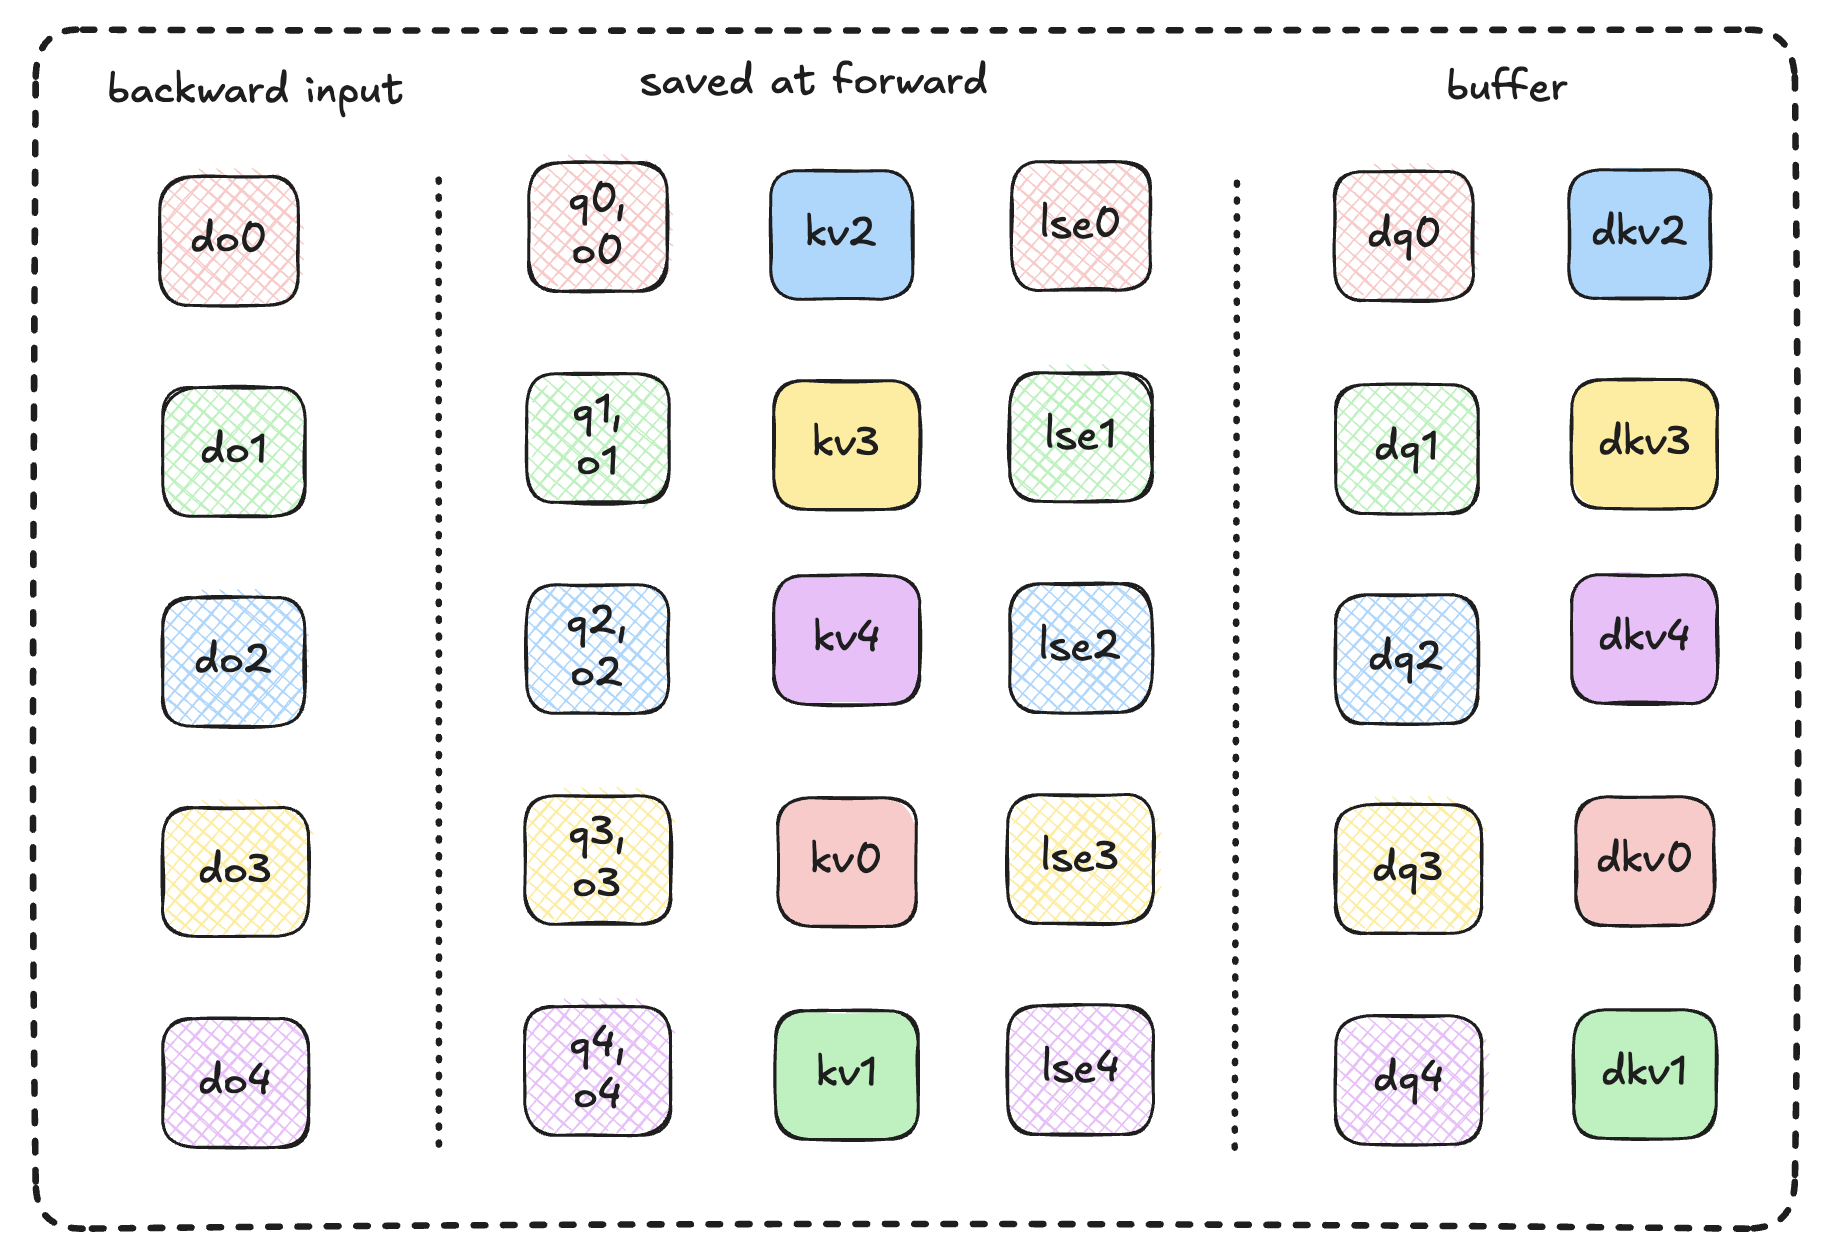 backward input
saved at forward
buffer
do0
q0,
o0
kv2
lse0
dq0
dkv2
do1
q1,
o1
kv3
lse1
dq1
dkv3
do2
q2,
o2
kv4
lse2
dq2
dkv4
do3
q3,
o3
kv0
lse3
dq3
dkv0
do4
q4,
o4
kv1
lse4
dq4
dkv1